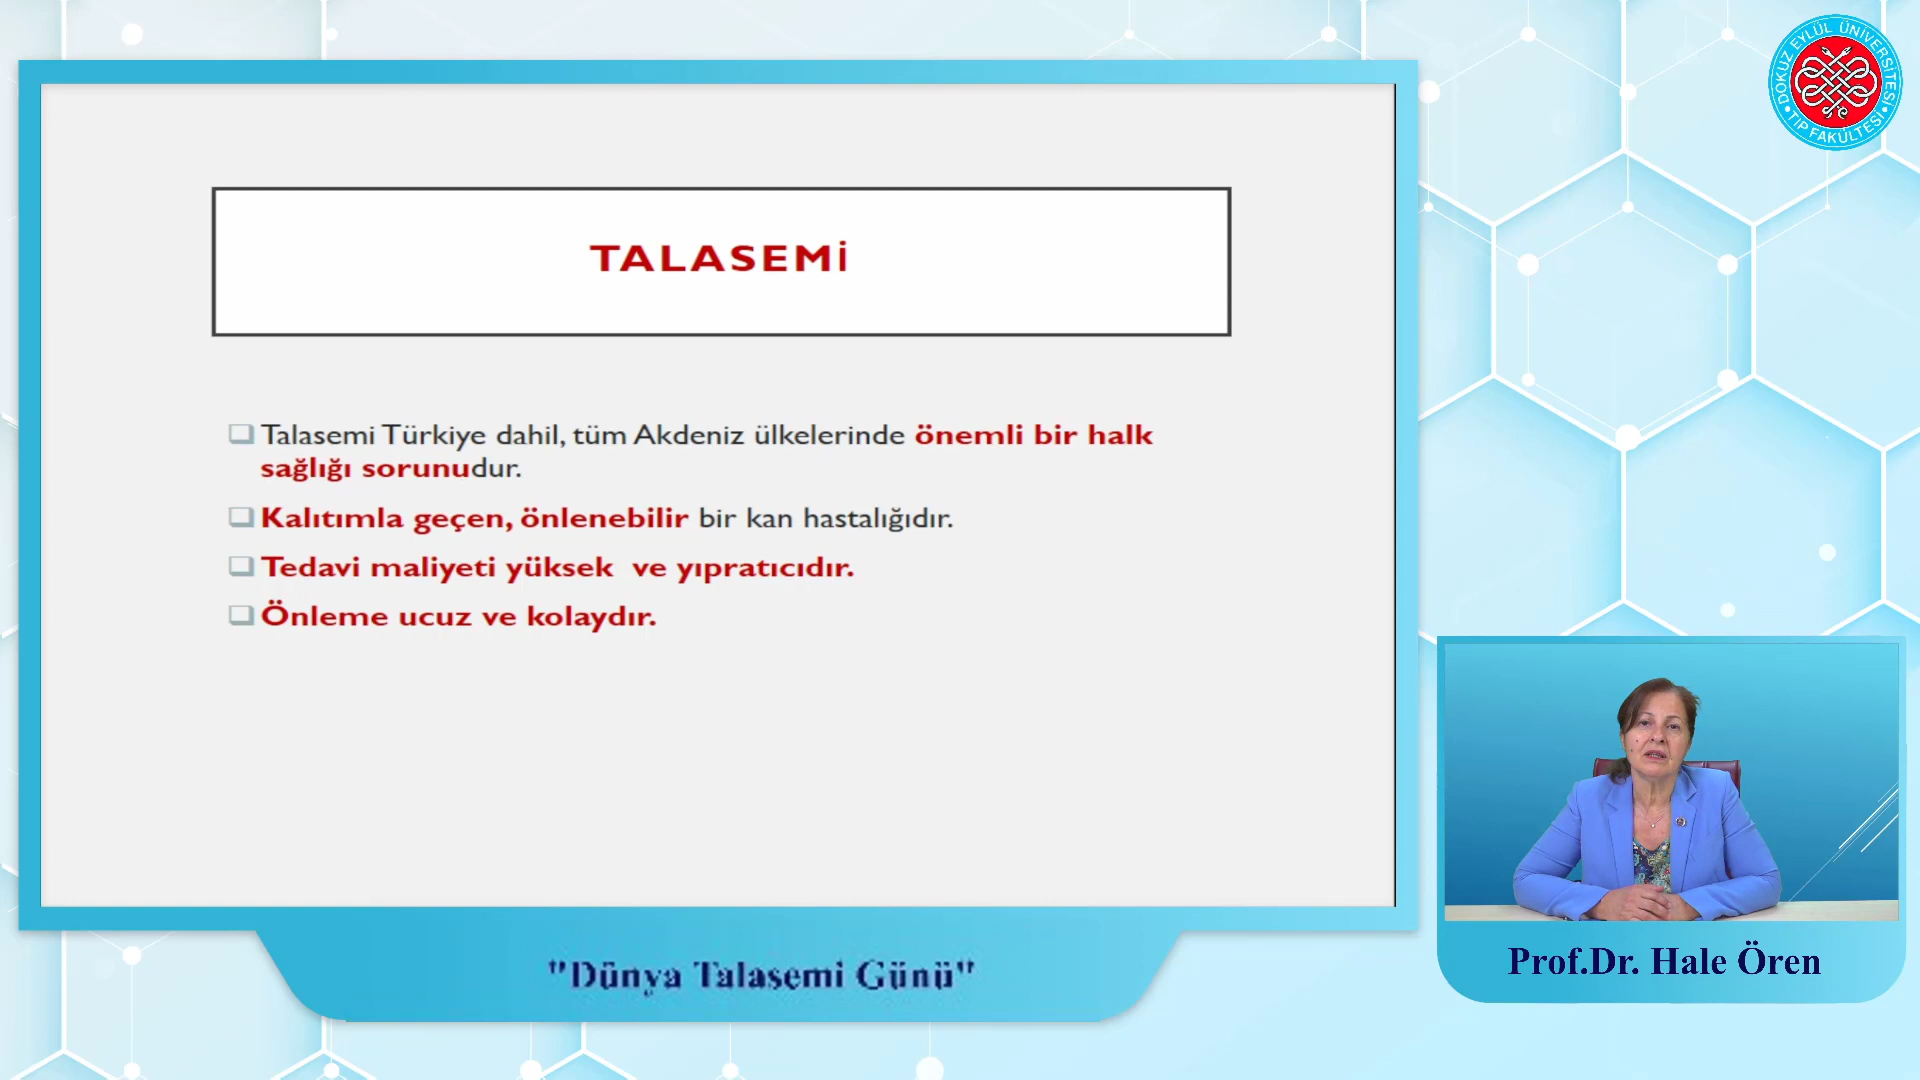 DOKUZ EYLÜL ÜNİVERSİTESİ
• TIP FAKÜLTESİ •
TALASEMİ
Talasemi Türkiye dahil, tüm Akdeniz ülkelerinde önemli bir halk
sağlığı sorunudur.
Kalıtımla geçen, önlenebilir bir kan hastalığıdır.
Tedavi maliyeti yüksek ve yıpratıcıdır.
Önleme ucuz ve kolaydır.
"Dünya Talasemi Günü"
Prof.Dr. Hale Ören